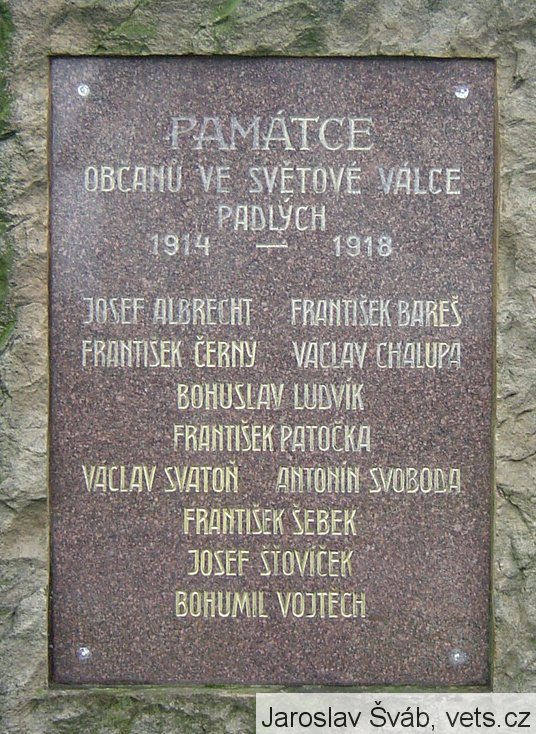 PAMÁTCE
OBČANŮ VE SVĚTOVÉ VÁLCE
PADLÝCH
1914 — 1918
JOSEF ALBRECHT FRANTIŠEK BAREŠ
FRANTIŠEK ČERNÝ VÁCLAV CHALUPA
BOHUSLAV LUDVÍK
FRANTIŠEK PATOČKA
VÁCLAV SVATOŇ ANTONÍN SVOBODA
FRANTIŠEK ŠEBEK
JOSEF ŠŤOVÍČEK
BOHUMIL VOJTECH
Jaroslav Šváb, vets.cz